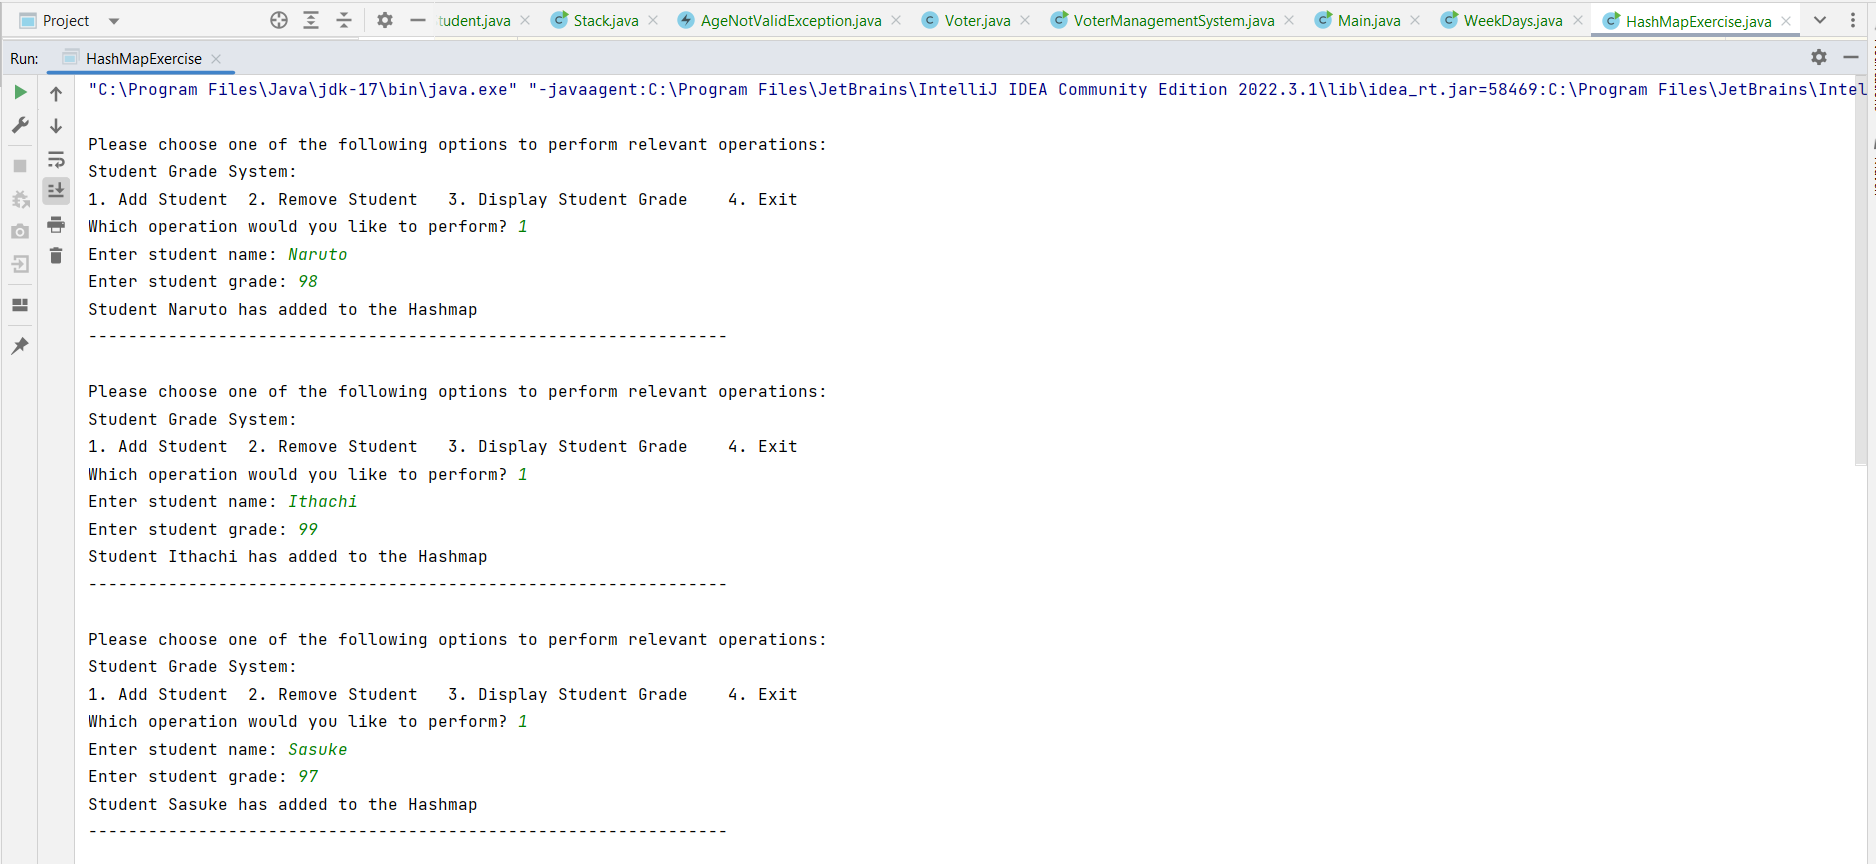 Project tudent.java Stack.java AgeNotValidException.java Voter.java VoterManagementSystem.java Main.java WeekDays.java HashMapExercise.java
Run: HashMapExercise
"C:\Program Files\Java\jdk-17\bin\java.exe" "-javaagent:C:\Program Files\JetBrains\IntelliJ IDEA Community Edition 2022.3.1\lib\idea_rt.jar=58469:C:\Program Files\JetBrains\Intel
Please choose one of the following options to perform relevant operations:
Student Grade System:
1. Add Student  2. Remove Student   3. Display Student Grade    4. Exit
Which operation would you like to perform? 1
Enter student name: Naruto
Enter student grade: 98
Student Naruto has added to the Hashmap
----------------------------------------------------------------
Please choose one of the following options to perform relevant operations:
Student Grade System:
1. Add Student  2. Remove Student   3. Display Student Grade    4. Exit
Which operation would you like to perform? 1
Enter student name: Ithachi
Enter student grade: 99
Student Ithachi has added to the Hashmap
----------------------------------------------------------------
Please choose one of the following options to perform relevant operations:
Student Grade System:
1. Add Student  2. Remove Student   3. Display Student Grade    4. Exit
Which operation would you like to perform? 1
Enter student name: Sasuke
Enter student grade: 97
Student Sasuke has added to the Hashmap
----------------------------------------------------------------